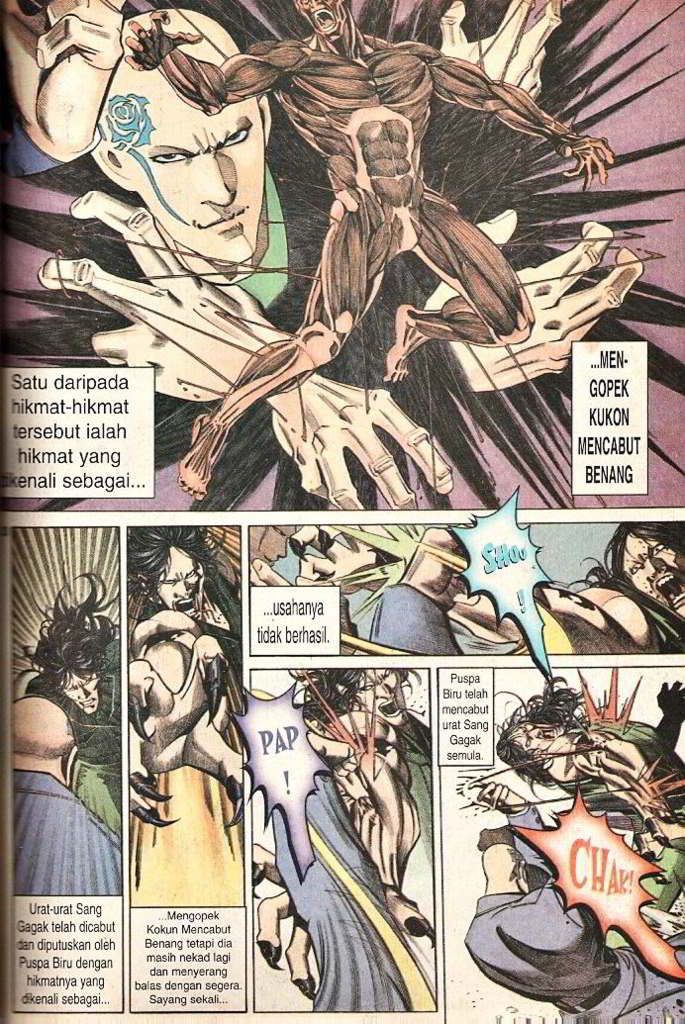 Satu daripada
hikmat-hikmat
tersebut ialah
hikmat yang
dikenali sebagai...
...MEN-
GOPEK
KUKON
MENCABUT
BENANG
Urat-urat Sang
Gagak telah dicabut
dan diputuskan oleh
Puspa Biru dengan
hikmatnya yang
dikenali sebagai...
...Mengopek
Kokun Mencabut
Benang tetapi dia
masih nekad lagi
dan menyerang
balas dengan segera.
Sayang sekali...
...usahanya
tidak berhasil.
SHOU
!
PAP
!
Puspa
Biru telah
mencabut
urat Sang
Gagak
semula.
CHAK!